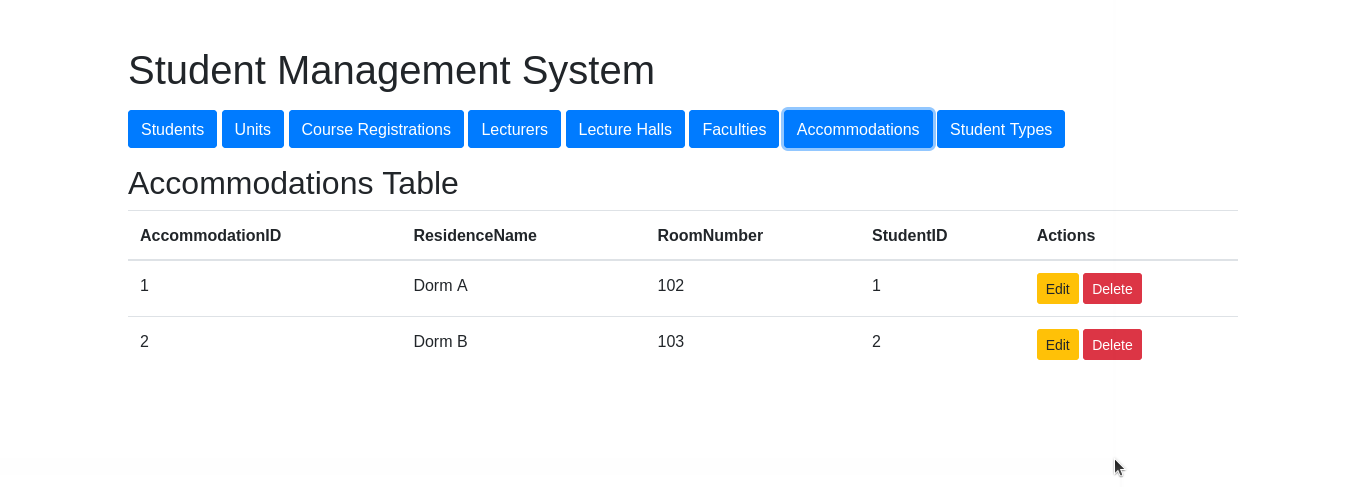 Student Management System
Students Units Course Registrations Lecturers Lecture Halls Faculties Accommodations Student Types
Accommodations Table
AccommodationID ResidenceName RoomNumber StudentID Actions
1 Dorm A 102 1 Edit Delete
2 Dorm B 103 2 Edit Delete